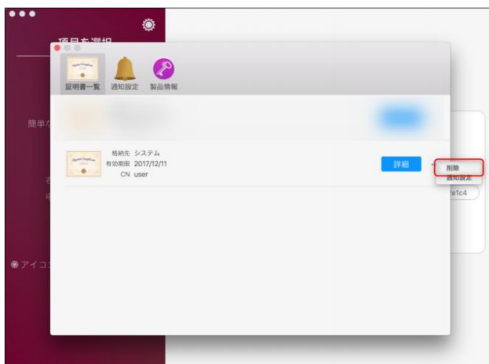 項目を選択
証明書一覧
通知設定
製品情報
簡単な
格納先 システム
有効期限 2017/12/11
CN user
詳細
削除
通知設定
e1c4
アイコ